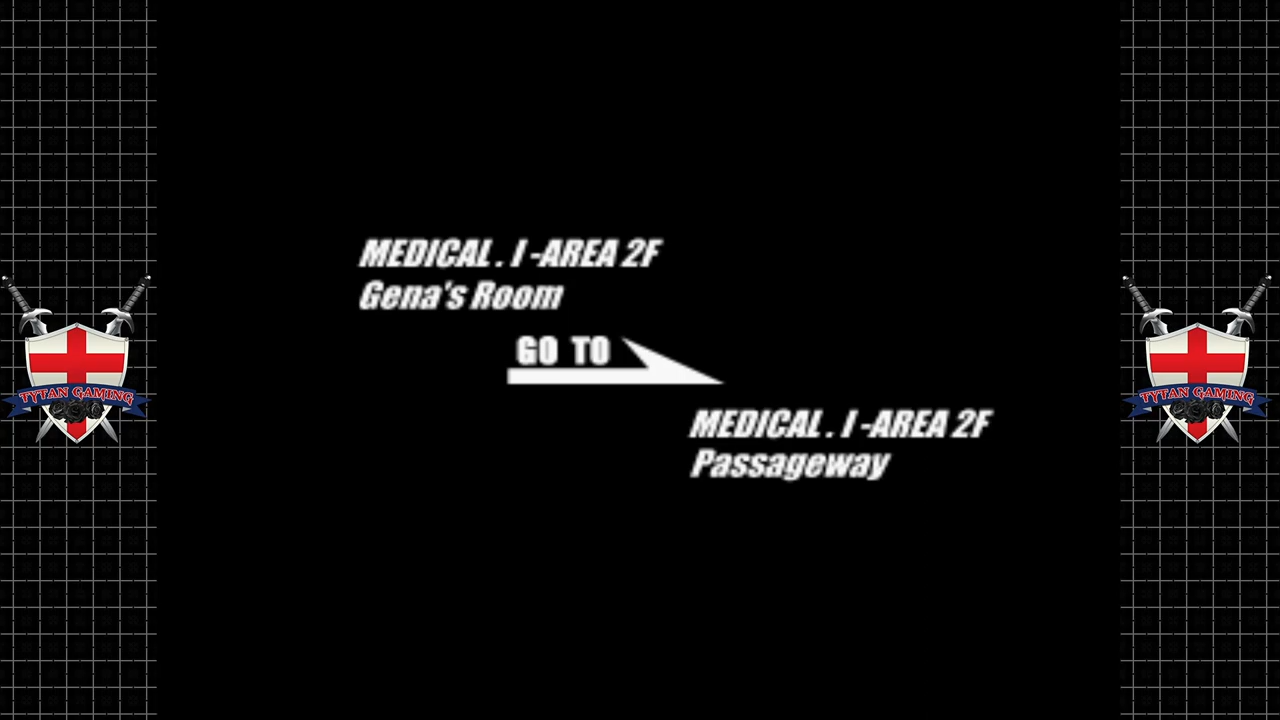 MEDICAL . I -AREA 2F
Gena's Room
GO TO
MEDICAL . I -AREA 2F
Passageway
TYTAN GAMING
TYTAN GAMING